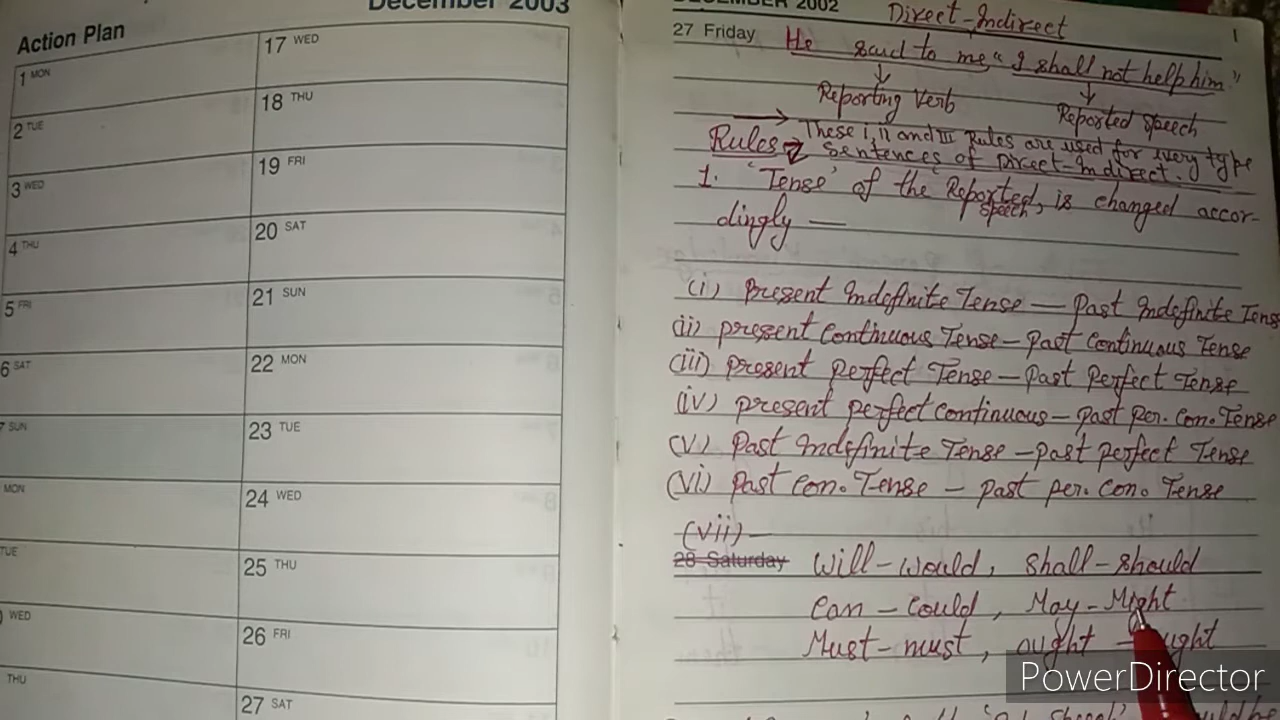 December 2003
Action Plan
1 MON
2 TUE
3 WED
4 THU
5 FRI
6 SAT
7 SUN
MON
TUE
WED
THU
17 WED
18 THU
19 FRI
20 SAT
21 SUN
22 MON
23 TUE
24 WED
25 THU
26 FRI
27 SAT
DECEMBER 2002
Direct-Indirect
1
27 Friday
He said to me "I shall not help him"
Reporting Verb
Reported speech
These I, II and III Rules are used for every type
Rules
sentences of Direct-Indirect.
1. 'Tense' of the Reported speech, is changed accor-
dingly —
(i) Present Indefinite Tense — Past Indefinite Tens
(ii) present continuous Tense - Past Continuous Tense
(iii) present perfect Tense - Past Perfect Tense
(iv) present perfect continuous - Past per. con. Tense
(v) Past Indefinite Tense - past perfect Tense
(vi) Past con. Tense - past per. con. Tense
(vii) -
28 Saturday
Will - would, shall - should
Can - could, May - Might
Must - must, ought - ought
PowerDirector